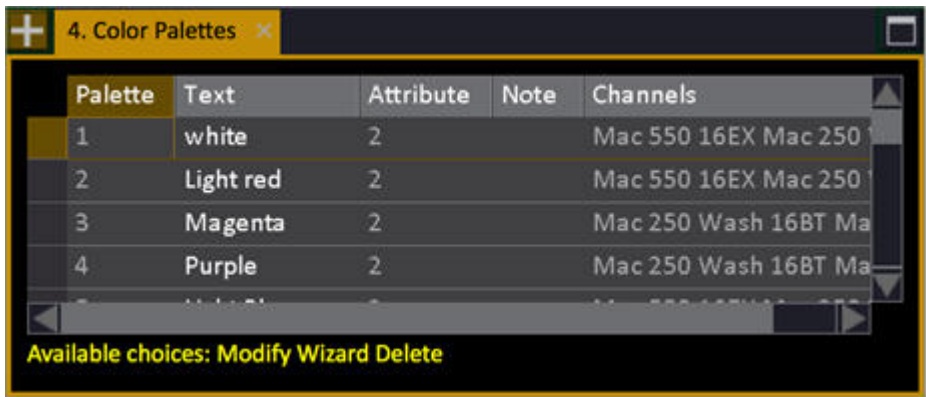 4. Color Palettes
Palette Text Attribute Note Channels
1 white 2 Mac 550 16EX Mac 250
2 Light red 2 Mac 550 16EX Mac 250
3 Magenta 2 Mac 250 Wash 16BT Ma
4 Purple 2 Mac 250 Wash 16BT Ma
Available choices: Modify Wizard Delete